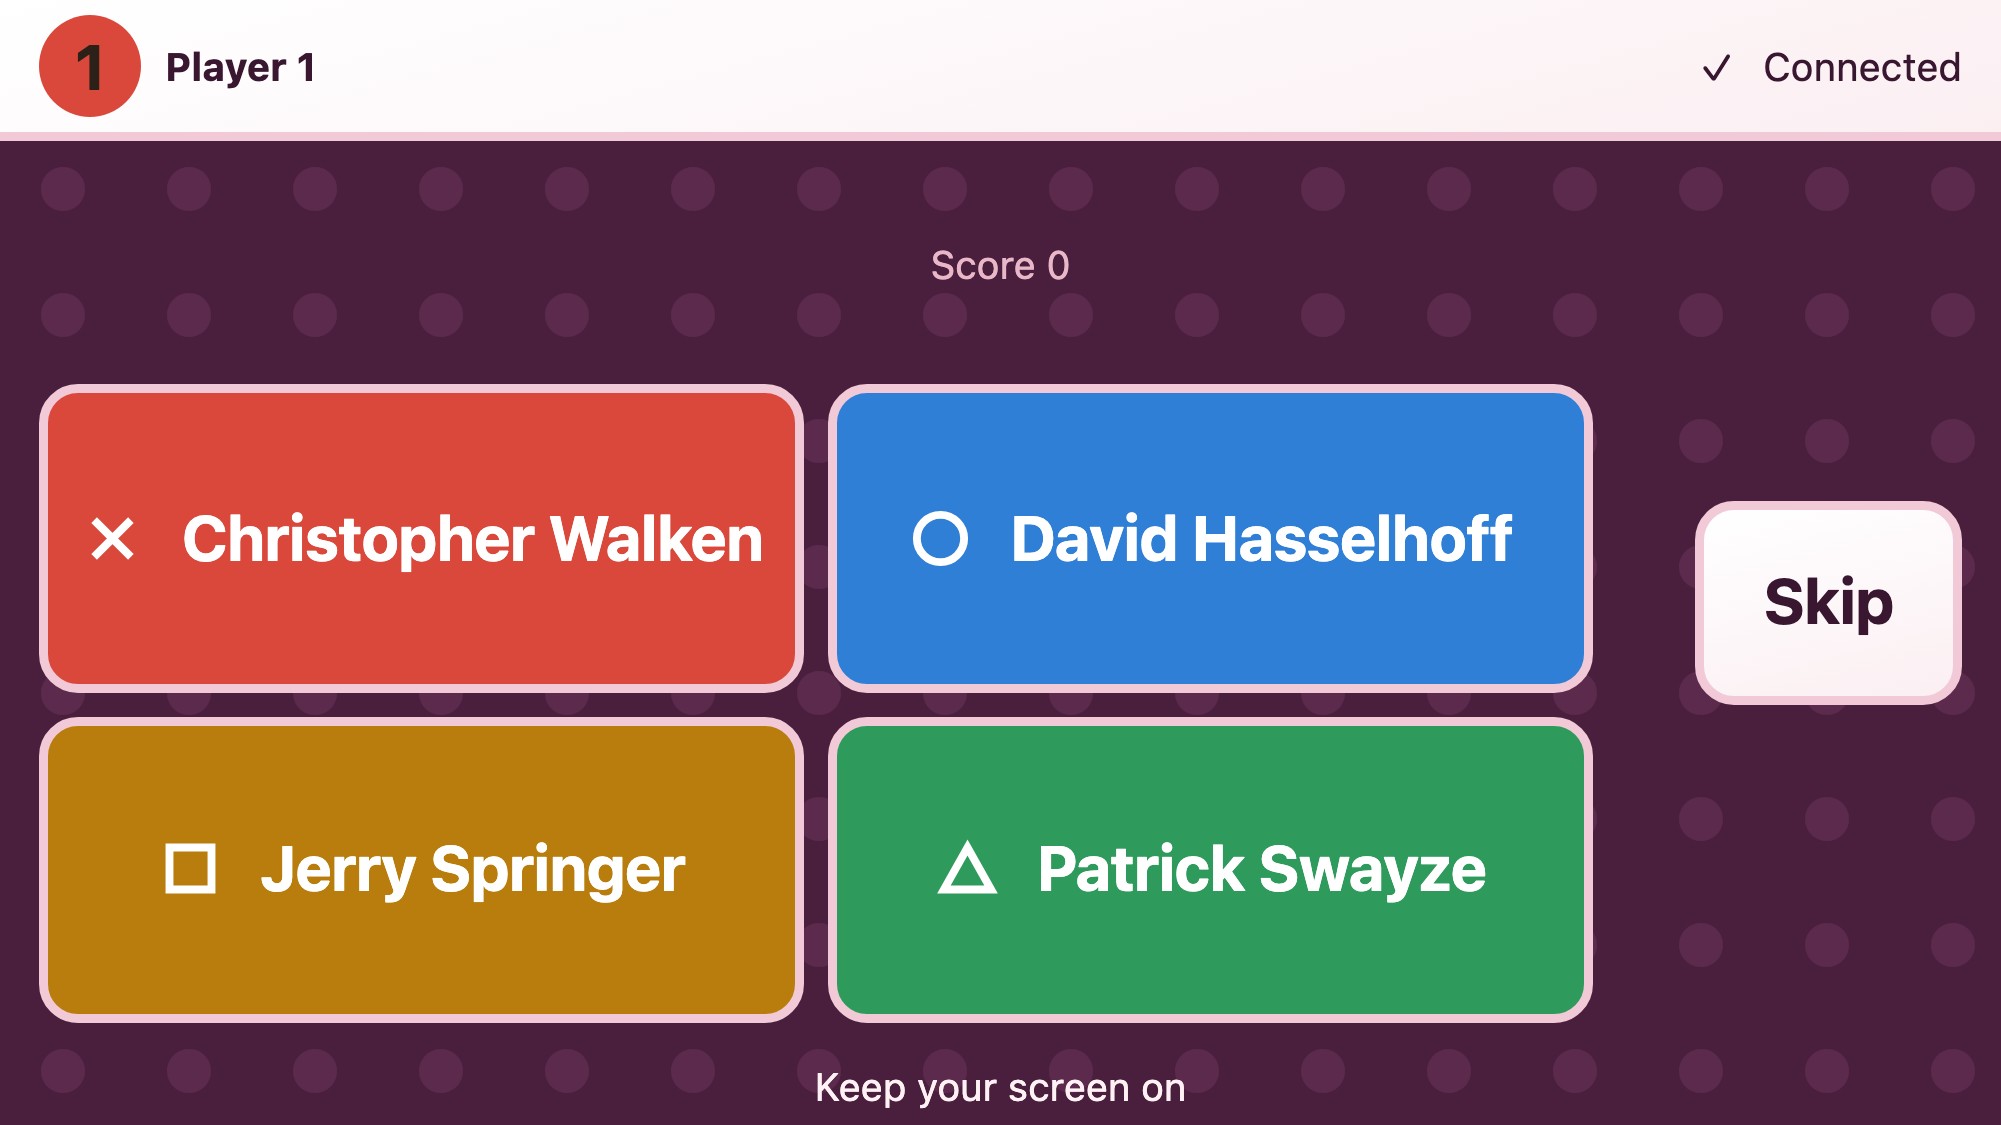 1 Player 1
✓ Connected
Score 0
Christopher Walken
David Hasselhoff
Skip
Jerry Springer
Patrick Swayze
Keep your screen on